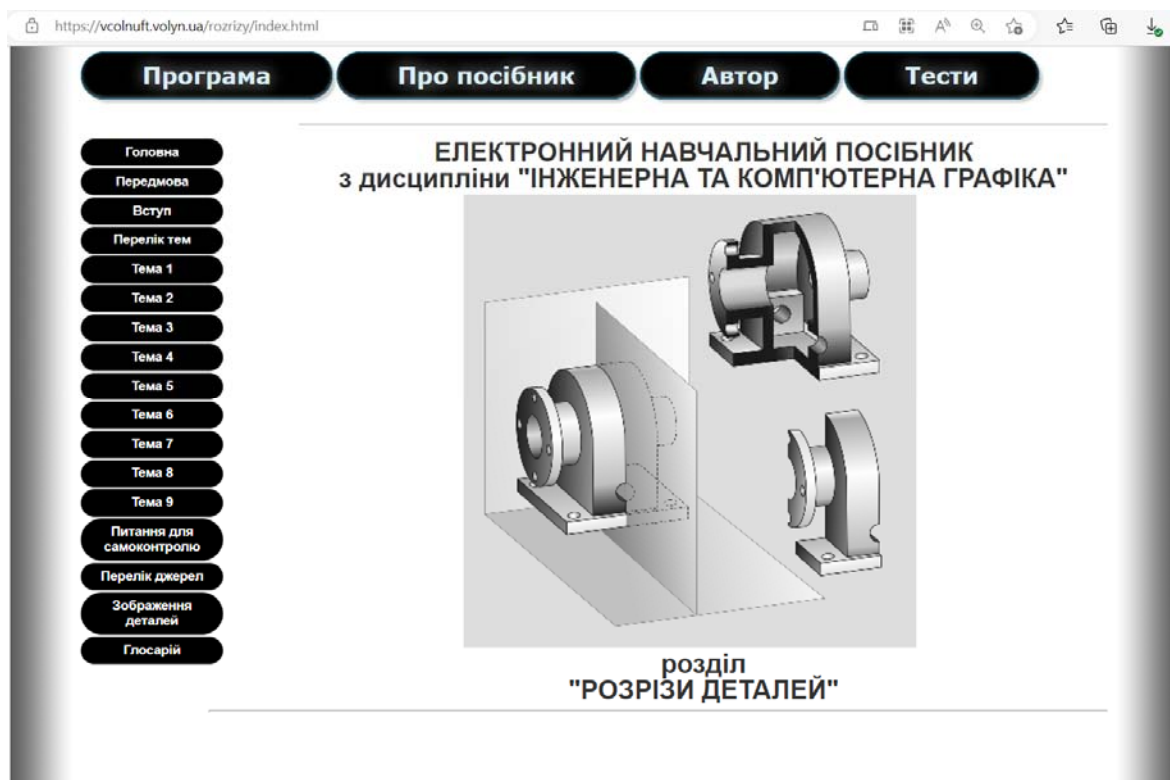 https://vcolnuft.volyn.ua/rozrizy/index.html
Програма
Про посібник
Автор
Тести
Головна
Передмова
Вступ
Перелік тем
Тема 1
Тема 2
Тема 3
Тема 4
Тема 5
Тема 6
Тема 7
Тема 8
Тема 9
Питання для
самоконтролю
Перелік джерел
Зображення
деталей
Глосарій
ЕЛЕКТРОННИЙ НАВЧАЛЬНИЙ ПОСІБНИК
з дисципліни "ІНЖЕНЕРНА ТА КОМП'ЮТЕРНА ГРАФІКА"
розділ
"РОЗРІЗИ ДЕТАЛЕЙ"